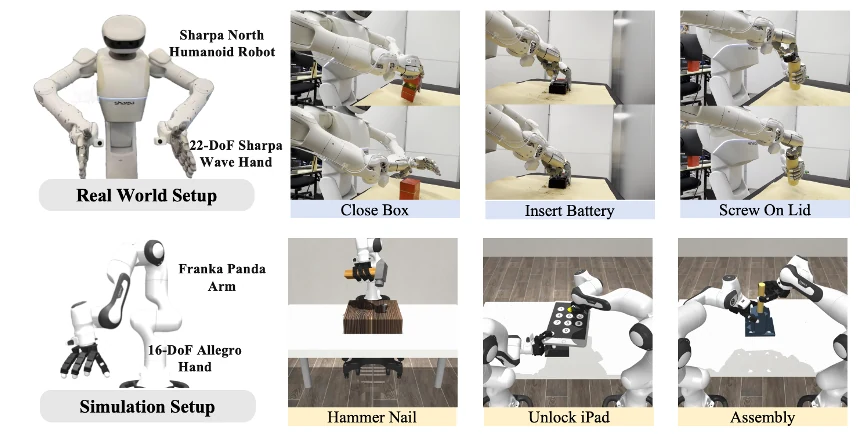 Sharpa North
Humanoid Robot
22-DoF Sharpa
Wave Hand
Real World Setup
Close Box
Insert Battery
Screw On Lid
Franka Panda
Arm
16-DoF Allegro
Hand
Simulation Setup
Hammer Nail
Unlock iPad
Assembly